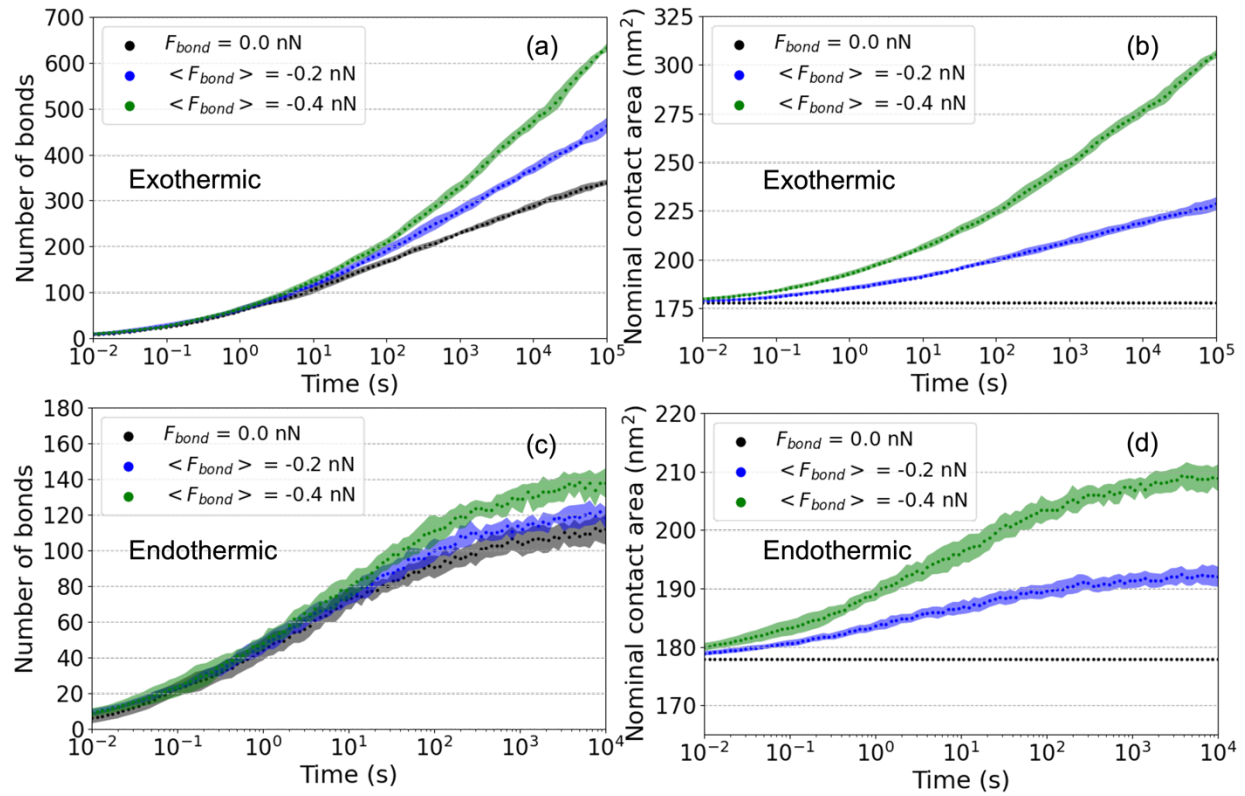 (a)
F_bond = 0.0 nN
<F_bond> = -0.2 nN
<F_bond> = -0.4 nN
Exothermic
Number of bonds
700
600
500
400
300
200
100
0
10^-2
10^-1
10^0
10^1
10^2
10^3
10^4
10^5
Time (s)
(b)
F_bond = 0.0 nN
<F_bond> = -0.2 nN
<F_bond> = -0.4 nN
Exothermic
Nominal contact area (nm²)
325
300
275
250
225
200
175
10^-2
10^-1
10^0
10^1
10^2
10^3
10^4
10^5
Time (s)
(c)
F_bond = 0.0 nN
<F_bond> = -0.2 nN
<F_bond> = -0.4 nN
Endothermic
Number of bonds
180
160
140
120
100
80
60
40
20
0
10^-2
10^-1
10^0
10^1
10^2
10^3
10^4
Time (s)
(d)
F_bond = 0.0 nN
<F_bond> = -0.2 nN
<F_bond> = -0.4 nN
Endothermic
Nominal contact area (nm²)
220
210
200
190
180
170
10^-2
10^-1
10^0
10^1
10^2
10^3
10^4
Time (s)